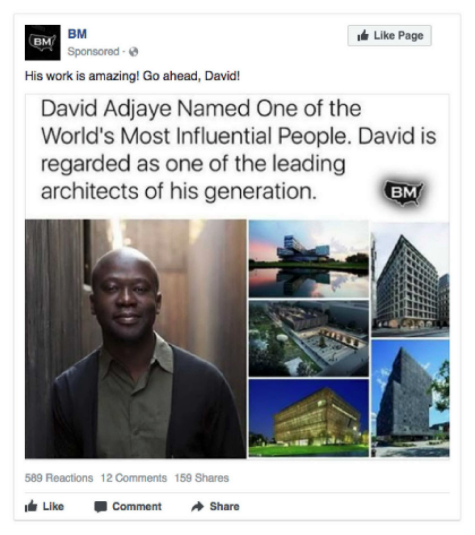 BM
BM
Like Page
Sponsored ·
His work is amazing! Go ahead, David!
David Adjaye Named One of the
World's Most Influential People. David is
regarded as one of the leading
architects of his generation.
BM
589 Reactions 12 Comments 159 Shares
Like Comment Share